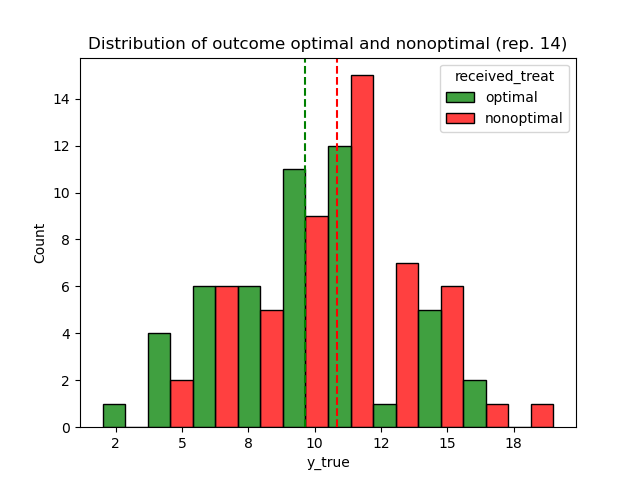 Distribution of outcome optimal and nonoptimal (rep. 14)
received_treat
optimal
nonoptimal
14
12
10
8
6
4
2
0
Count
2 5 8 10 12 15 18
y_true